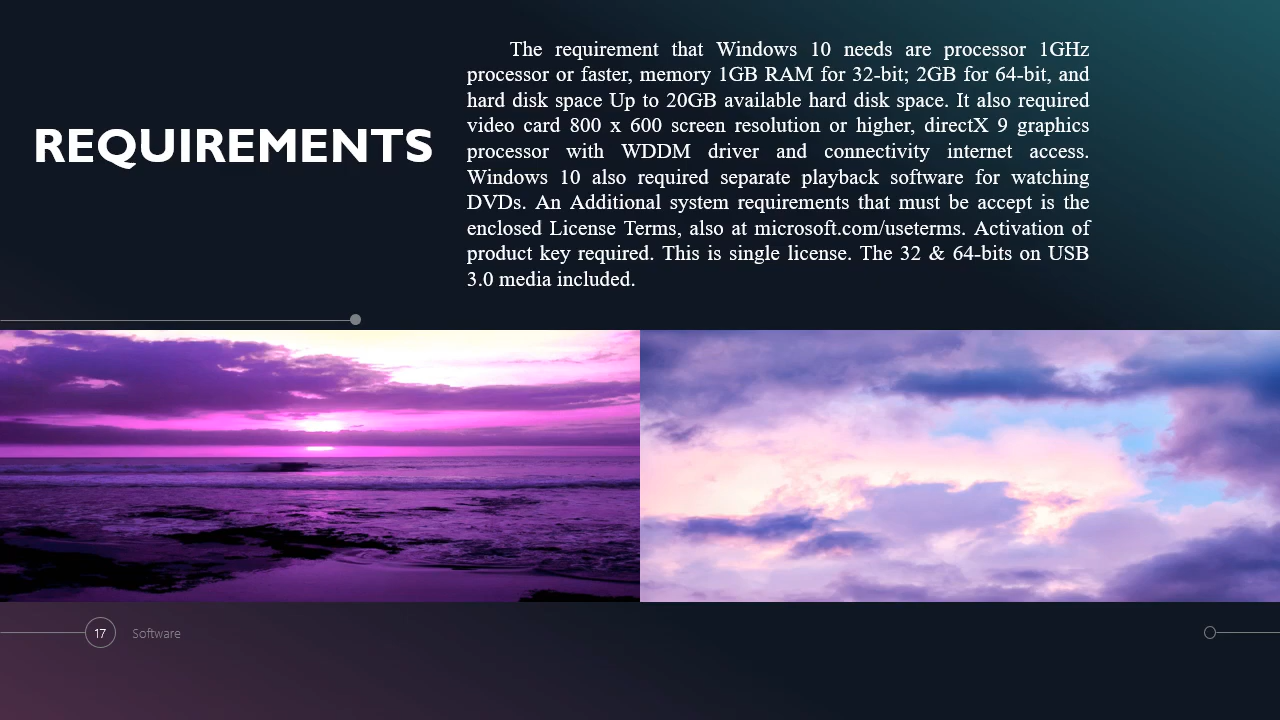 REQUIREMENTS
The requirement that Windows 10 needs are processor 1GHz
processor or faster, memory 1GB RAM for 32-bit; 2GB for 64-bit, and
hard disk space Up to 20GB available hard disk space. It also required
video card 800 x 600 screen resolution or higher, directX 9 graphics
processor with WDDM driver and connectivity internet access.
Windows 10 also required separate playback software for watching
DVDs. An Additional system requirements that must be accept is the
enclosed License Terms, also at microsoft.com/useterms. Activation of
product key required. This is single license. The 32 & 64-bits on USB
3.0 media included.
17
Software